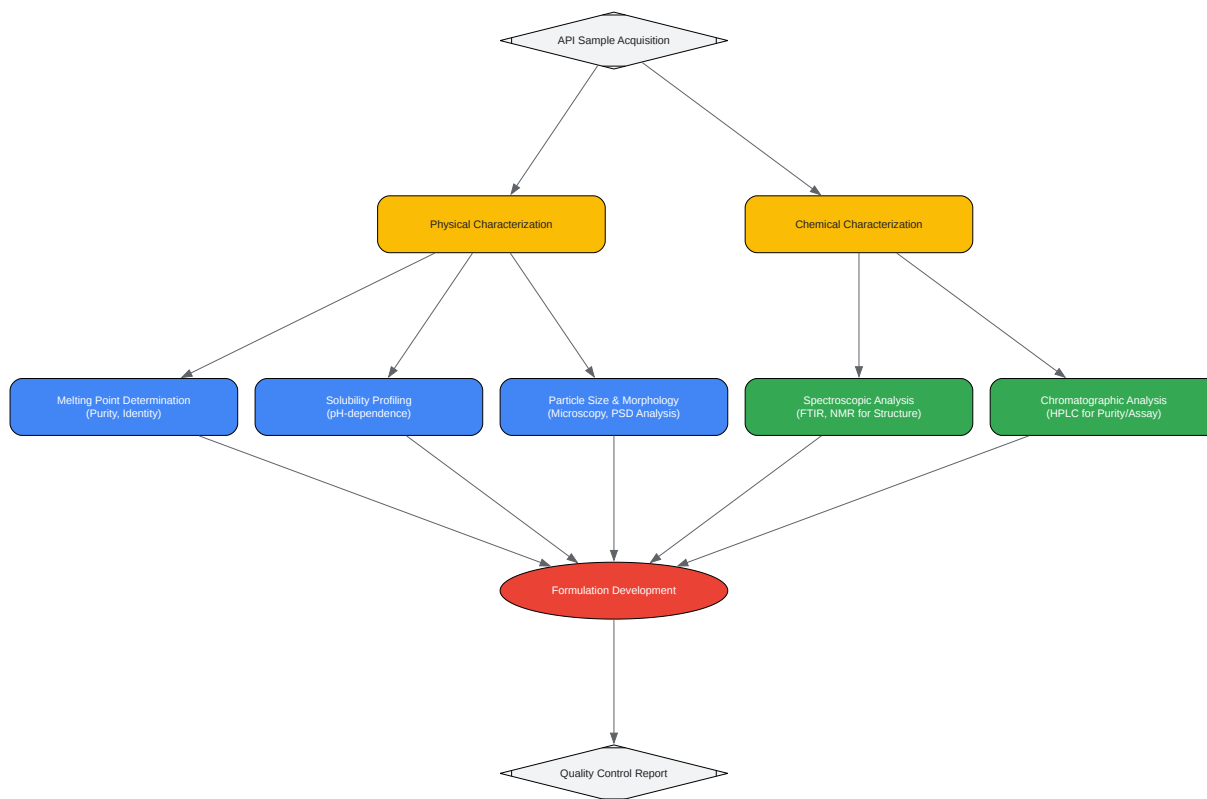 API Sample Acquisition
Physical Characterization
Chemical Characterization
Melting Point Determination
(Purity, Identity)
Solubility Profiling
(pH-dependence)
Particle Size & Morphology
(Microscopy, PSD Analysis)
Spectroscopic Analysis
(FTIR, NMR for Structure)
Chromatographic Analysis
(HPLC for Purity/Assay)
Formulation Development
Quality Control Report